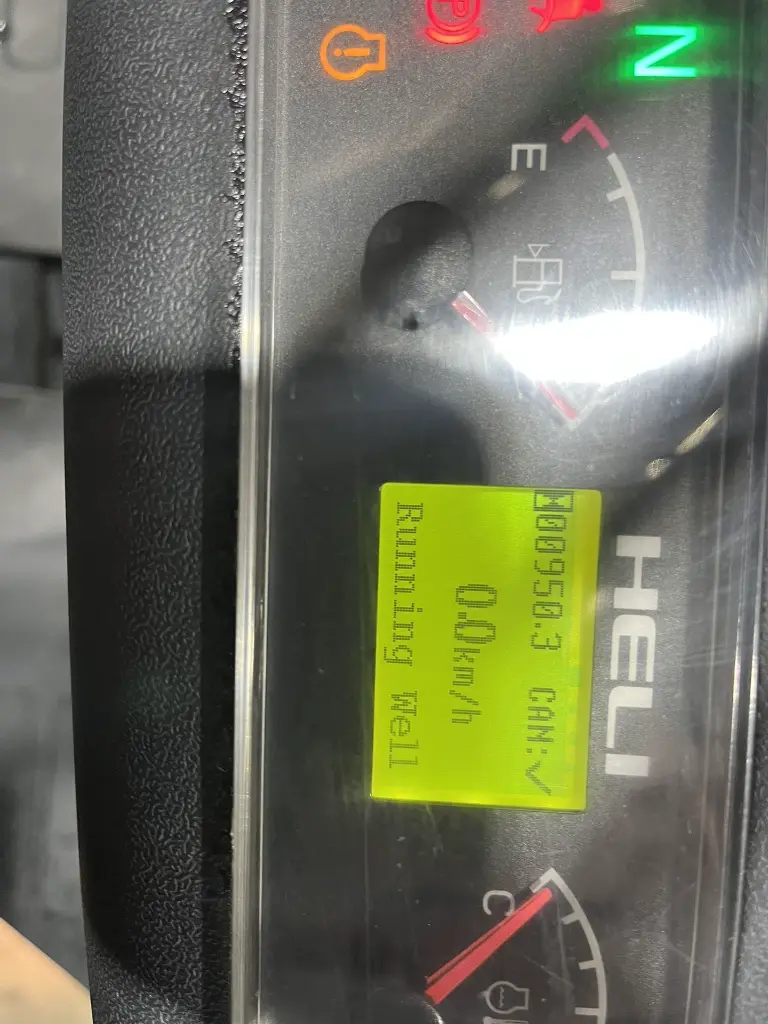 HELI
00950.3 CAN:✓
0.0km/h
Running Well
N
P
E
C